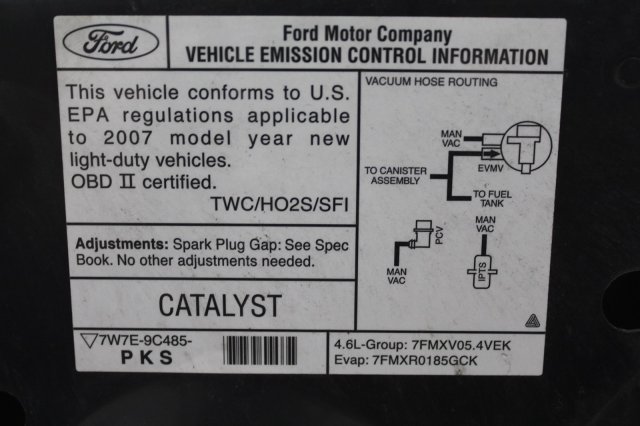 Ford
Ford Motor Company
VEHICLE EMISSION CONTROL INFORMATION
This vehicle conforms to U.S.
EPA regulations applicable
to 2007 model year new
light-duty vehicles.
OBD II certified.
TWC/HO2S/SFI
Adjustments: Spark Plug Gap: See Spec
Book. No other adjustments needed.
CATALYST
7W7E-9C485-
PKS
VACUUM HOSE ROUTING
MAN
VAC
EVMV
TO CANISTER
ASSEMBLY
TO FUEL
TANK
PCV
MAN
VAC
MAN
VAC
IPTS
4.6L-Group: 7FMXV05.4VEK
Evap: 7FMXR0185GCK